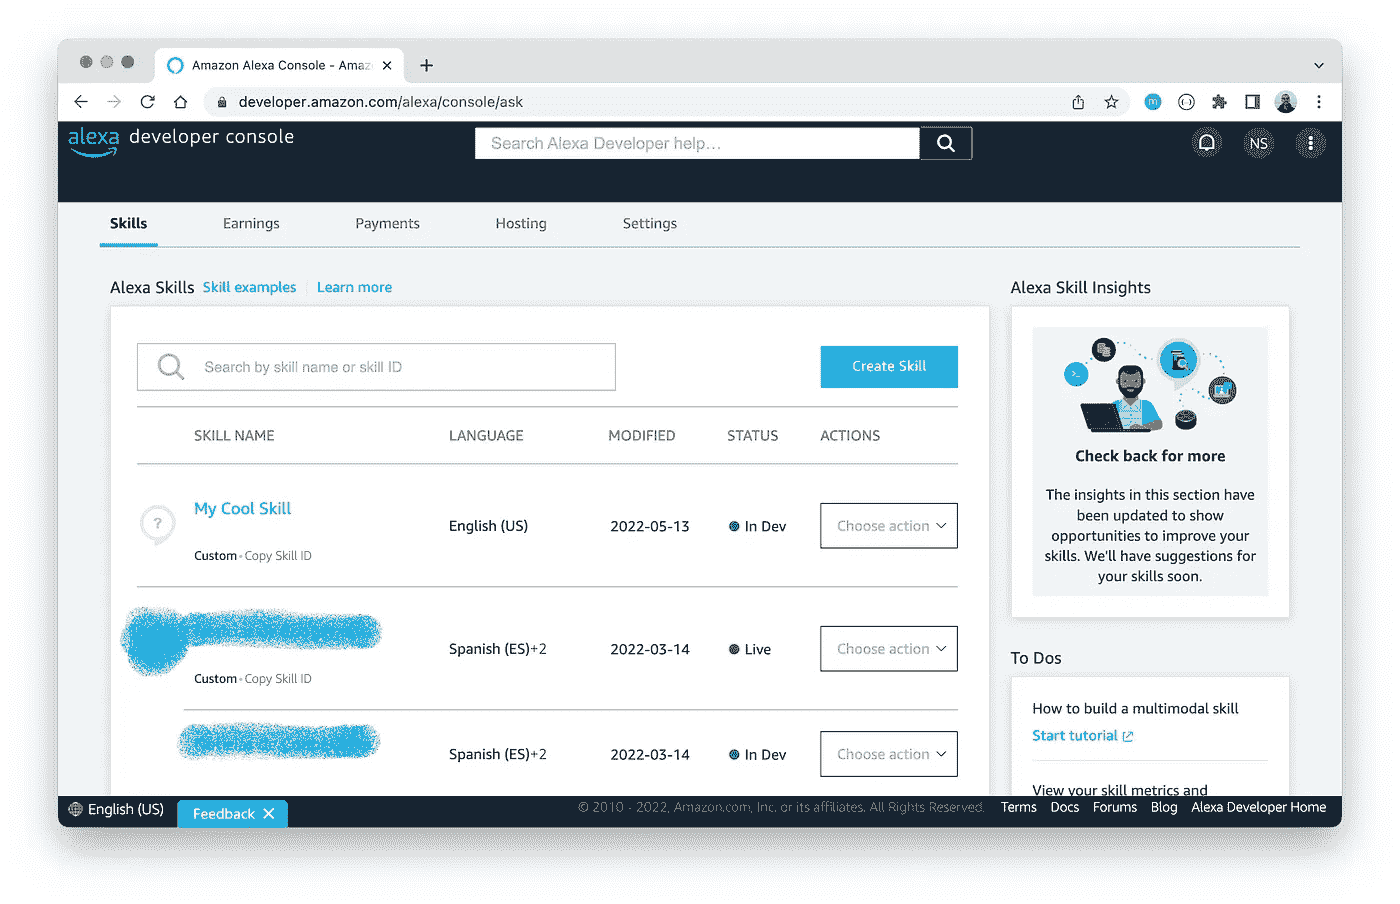 Amazon Alexa Console - Amaz
developer.amazon.com/alexa/console/ask
alexa developer console
Search Alexa Developer help...
NS
Skills Earnings Payments Hosting Settings
Alexa Skills Skill examples Learn more
Alexa Skill Insights
Search by skill name or skill ID
Create Skill
SKILL NAME LANGUAGE MODIFIED STATUS ACTIONS
My Cool Skill
English (US) 2022-05-13 In Dev Choose action
Custom • Copy Skill ID
Spanish (ES)+2 2022-03-14 Live Choose action
Custom • Copy Skill ID
Spanish (ES)+2 2022-03-14 In Dev Choose action
Check back for more
The insights in this section have
been updated to show
opportunities to improve your
skills. We'll have suggestions for
your skills soon.
To Dos
How to build a multimodal skill
Start tutorial
View your skill metrics and
English (US) Feedback
© 2010 - 2022, Amazon.com, Inc. or its affiliates. All Rights Reserved. Terms Docs Forums Blog Alexa Developer Home